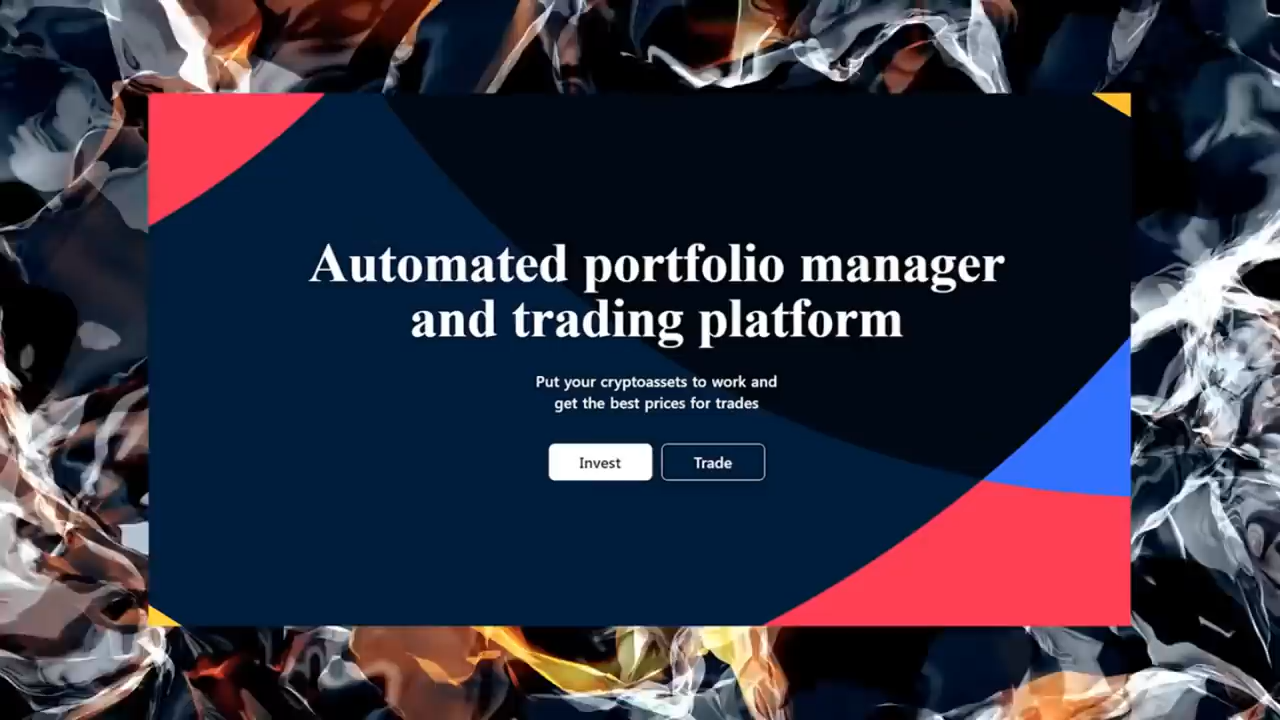 Automated portfolio manager
and trading platform
Put your cryptoassets to work and
get the best prices for trades
Invest
Trade